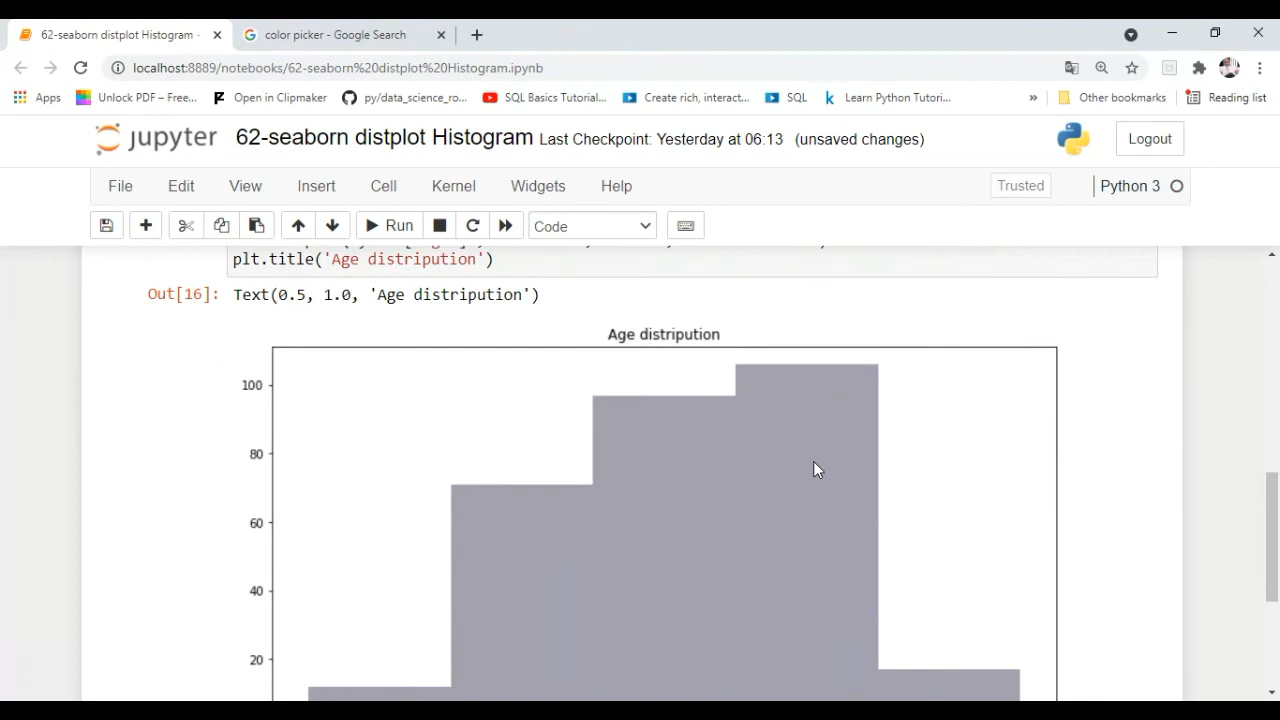 62-seaborn distplot Histogram -
color picker - Google Search
localhost:8889/notebooks/62-seaborn%20distplot%20Histogram.ipynb
Apps
Unlock PDF – Free...
Open in Clipmaker
py/data_science_ro...
SQL Basics Tutorial...
Create rich, interact...
SQL
Learn Python Tutori...
»
Other bookmarks
Reading list
jupyter 62-seaborn distplot Histogram Last Checkpoint: Yesterday at 06:13 (unsaved changes)
Logout
File Edit View Insert Cell Kernel Widgets Help
Trusted
Python 3
Run
Code
plt.title('Age distripution')
Out[16]: Text(0.5, 1.0, 'Age distripution')
Age distripution
100
80
60
40
20